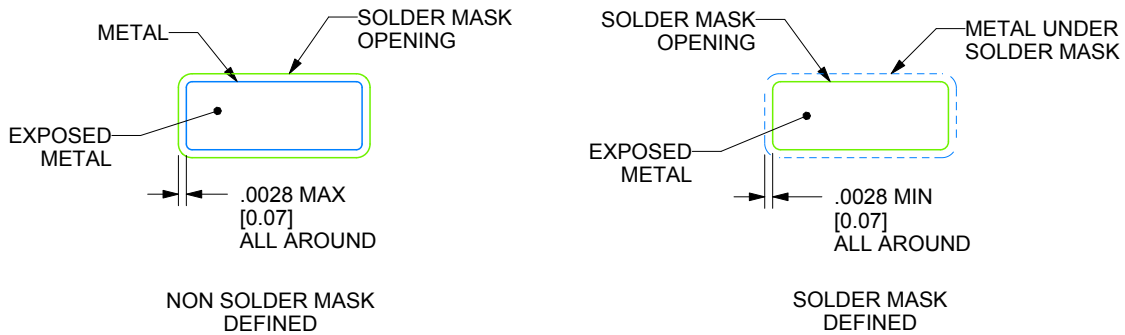 METAL
SOLDER MASK
OPENING
EXPOSED
METAL
.0028 MAX
[0.07]
ALL AROUND
NON SOLDER MASK
DEFINED
SOLDER MASK
OPENING
METAL UNDER
SOLDER MASK
EXPOSED
METAL
.0028 MIN
[0.07]
ALL AROUND
SOLDER MASK
DEFINED